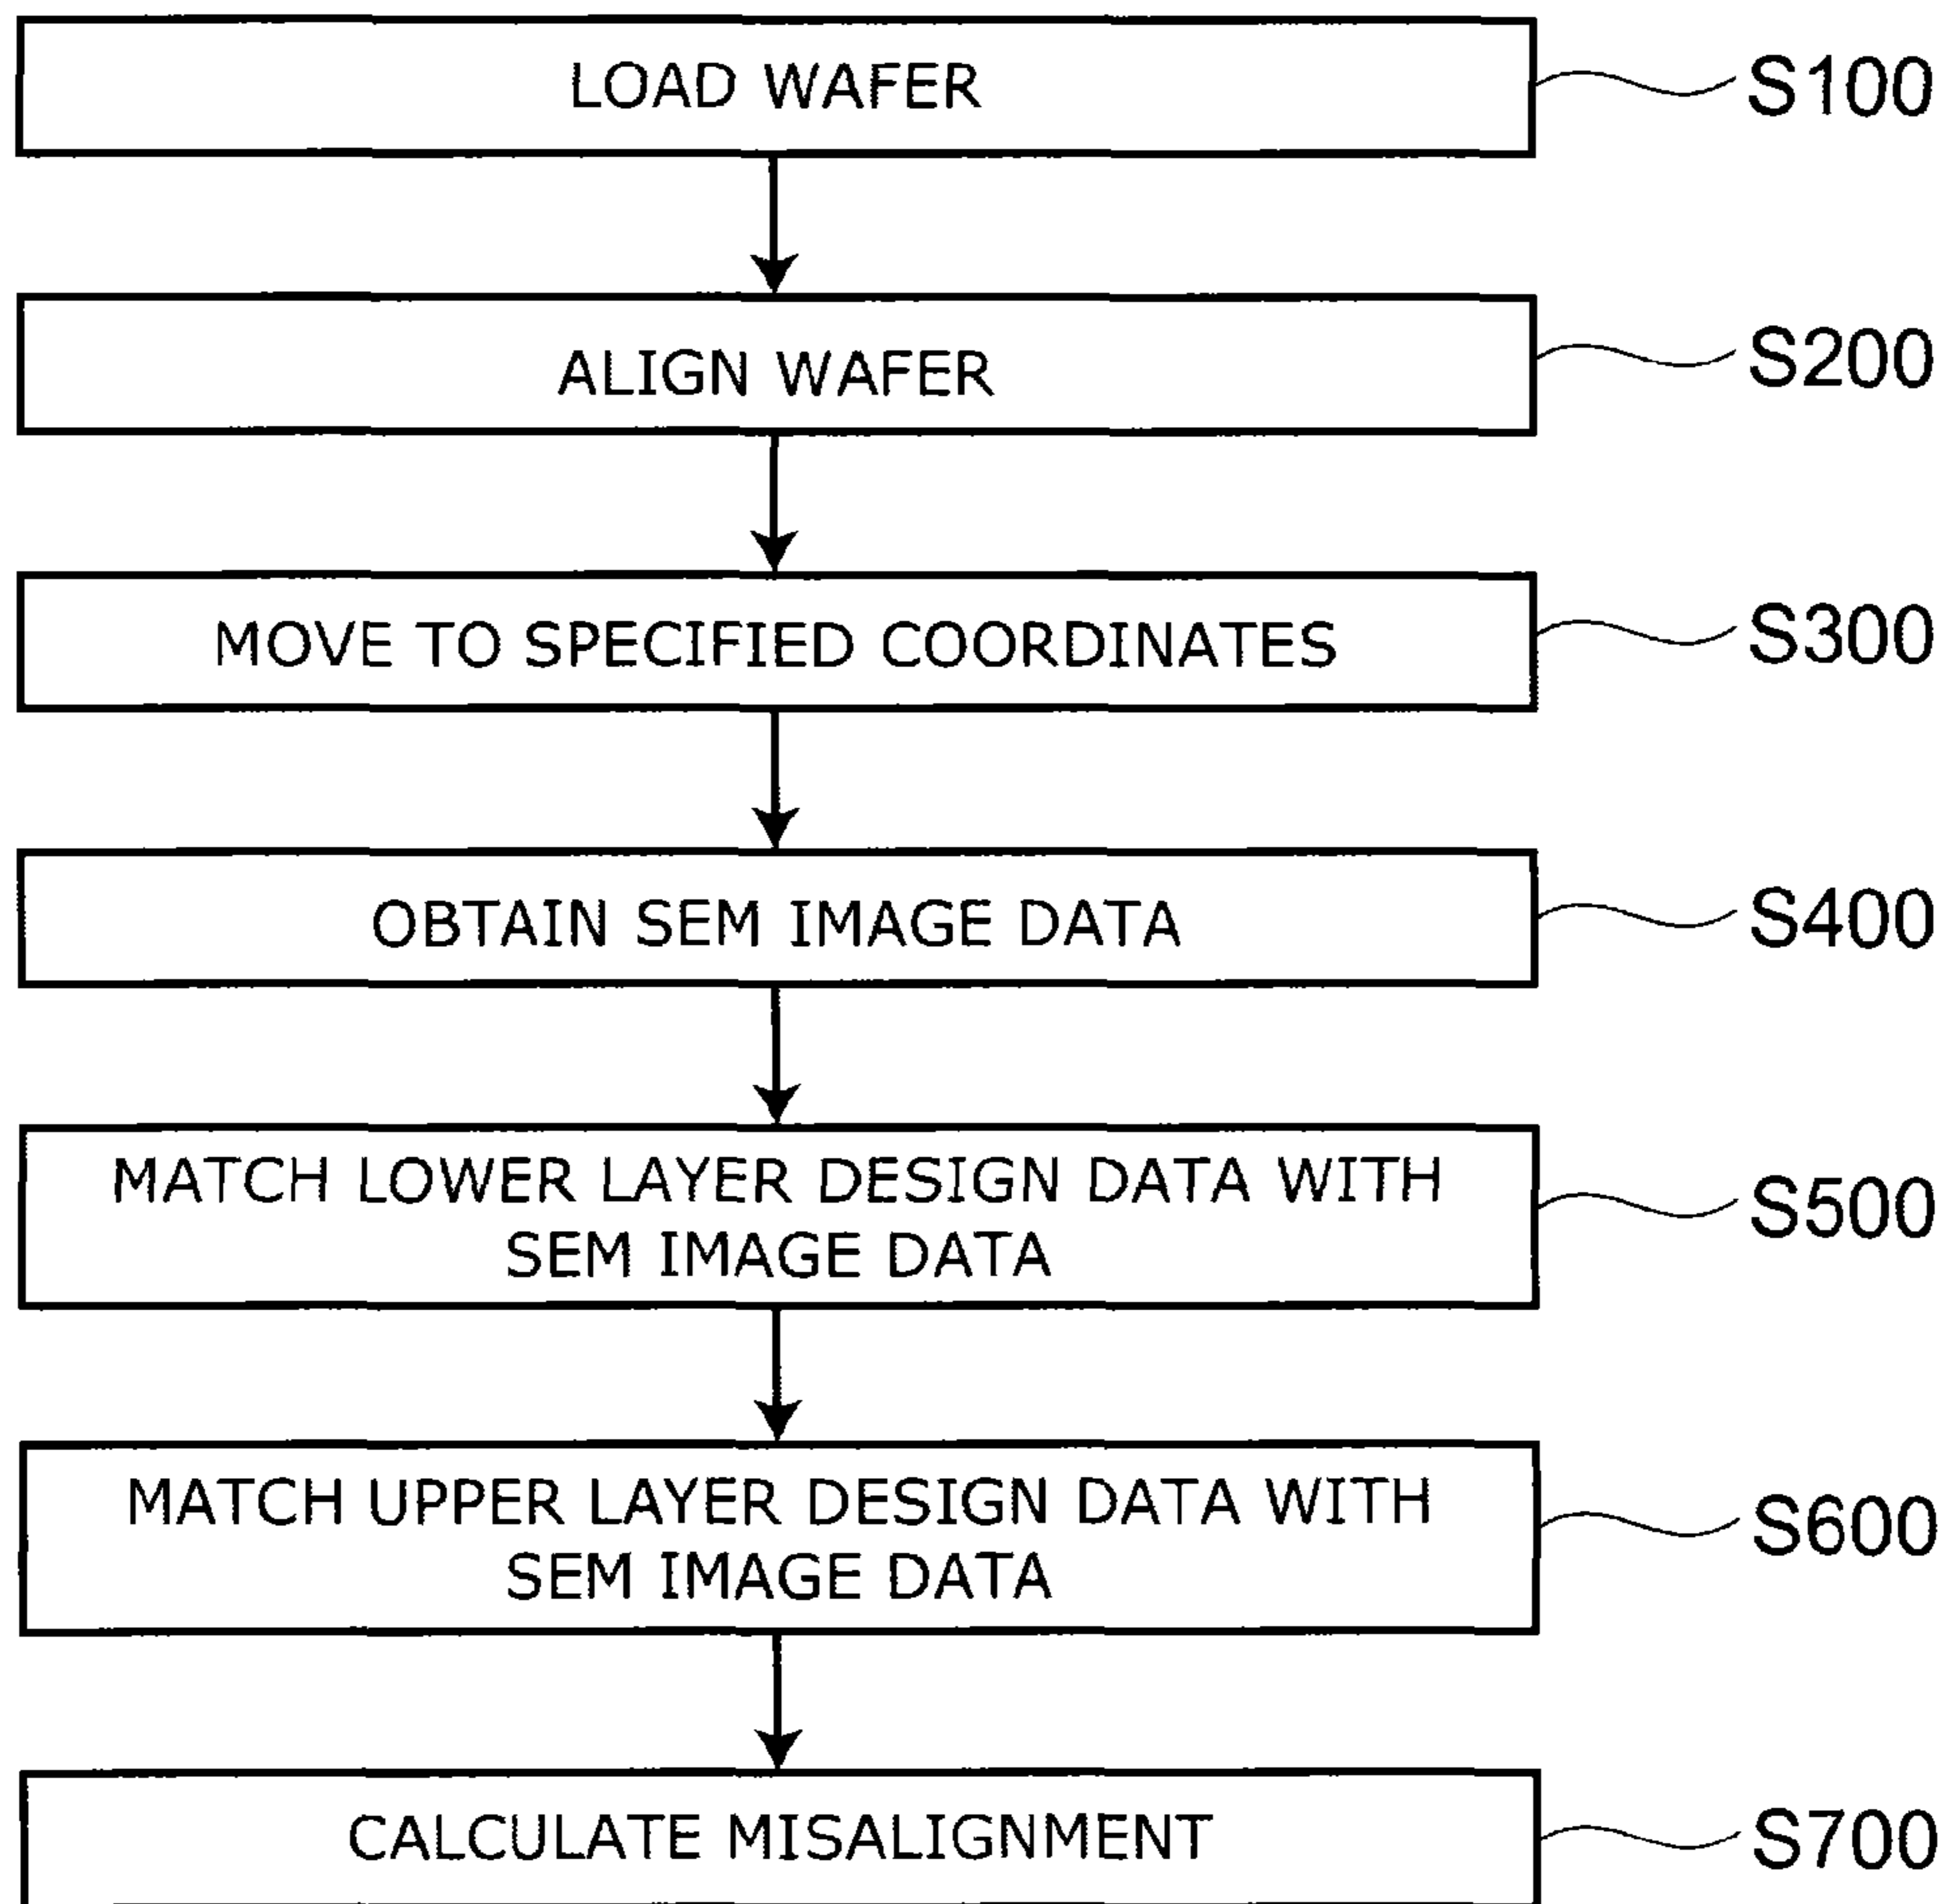 LOAD WAFER
S100
ALIGN WAFER
S200
MOVE TO SPECIFIED COORDINATES
S300
OBTAIN SEM IMAGE DATA
S400
MATCH LOWER LAYER DESIGN DATA WITH
SEM IMAGE DATA
S500
MATCH UPPER LAYER DESIGN DATA WITH
SEM IMAGE DATA
S600
CALCULATE MISALIGNMENT
S700